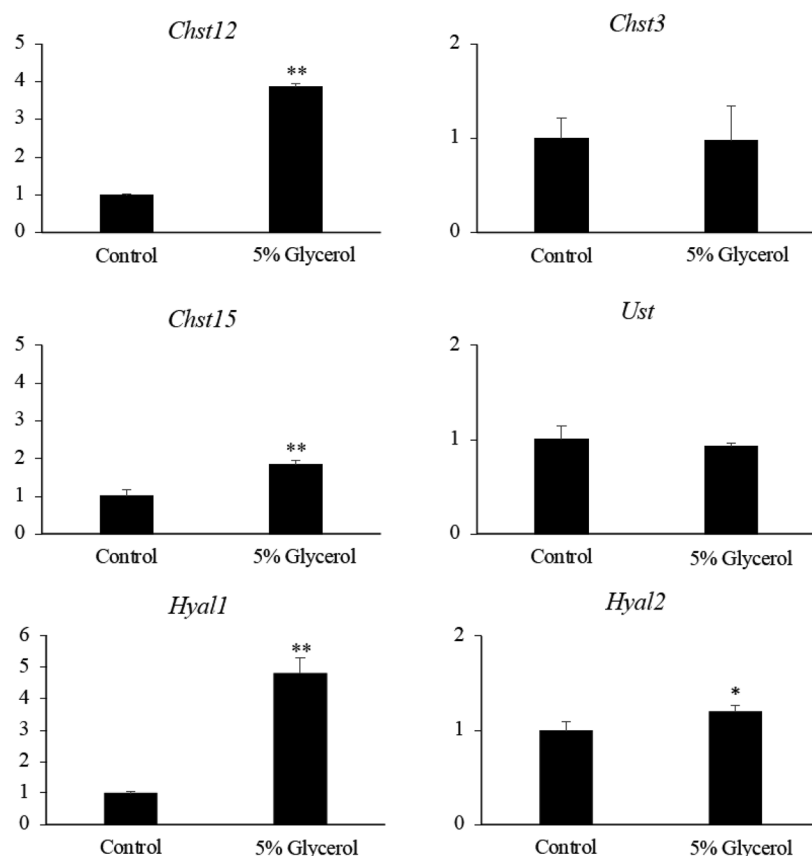 Chst12
5
4
3
2
1
0
**
Control
5% Glycerol
Chst3
2
1
0
Control
5% Glycerol
Chst15
5
4
3
2
1
0
**
Control
5% Glycerol
Ust
2
1
0
Control
5% Glycerol
Hyal1
6
5
4
3
2
1
0
**
Control
5% Glycerol
Hyal2
2
1
0
*
Control
5% Glycerol